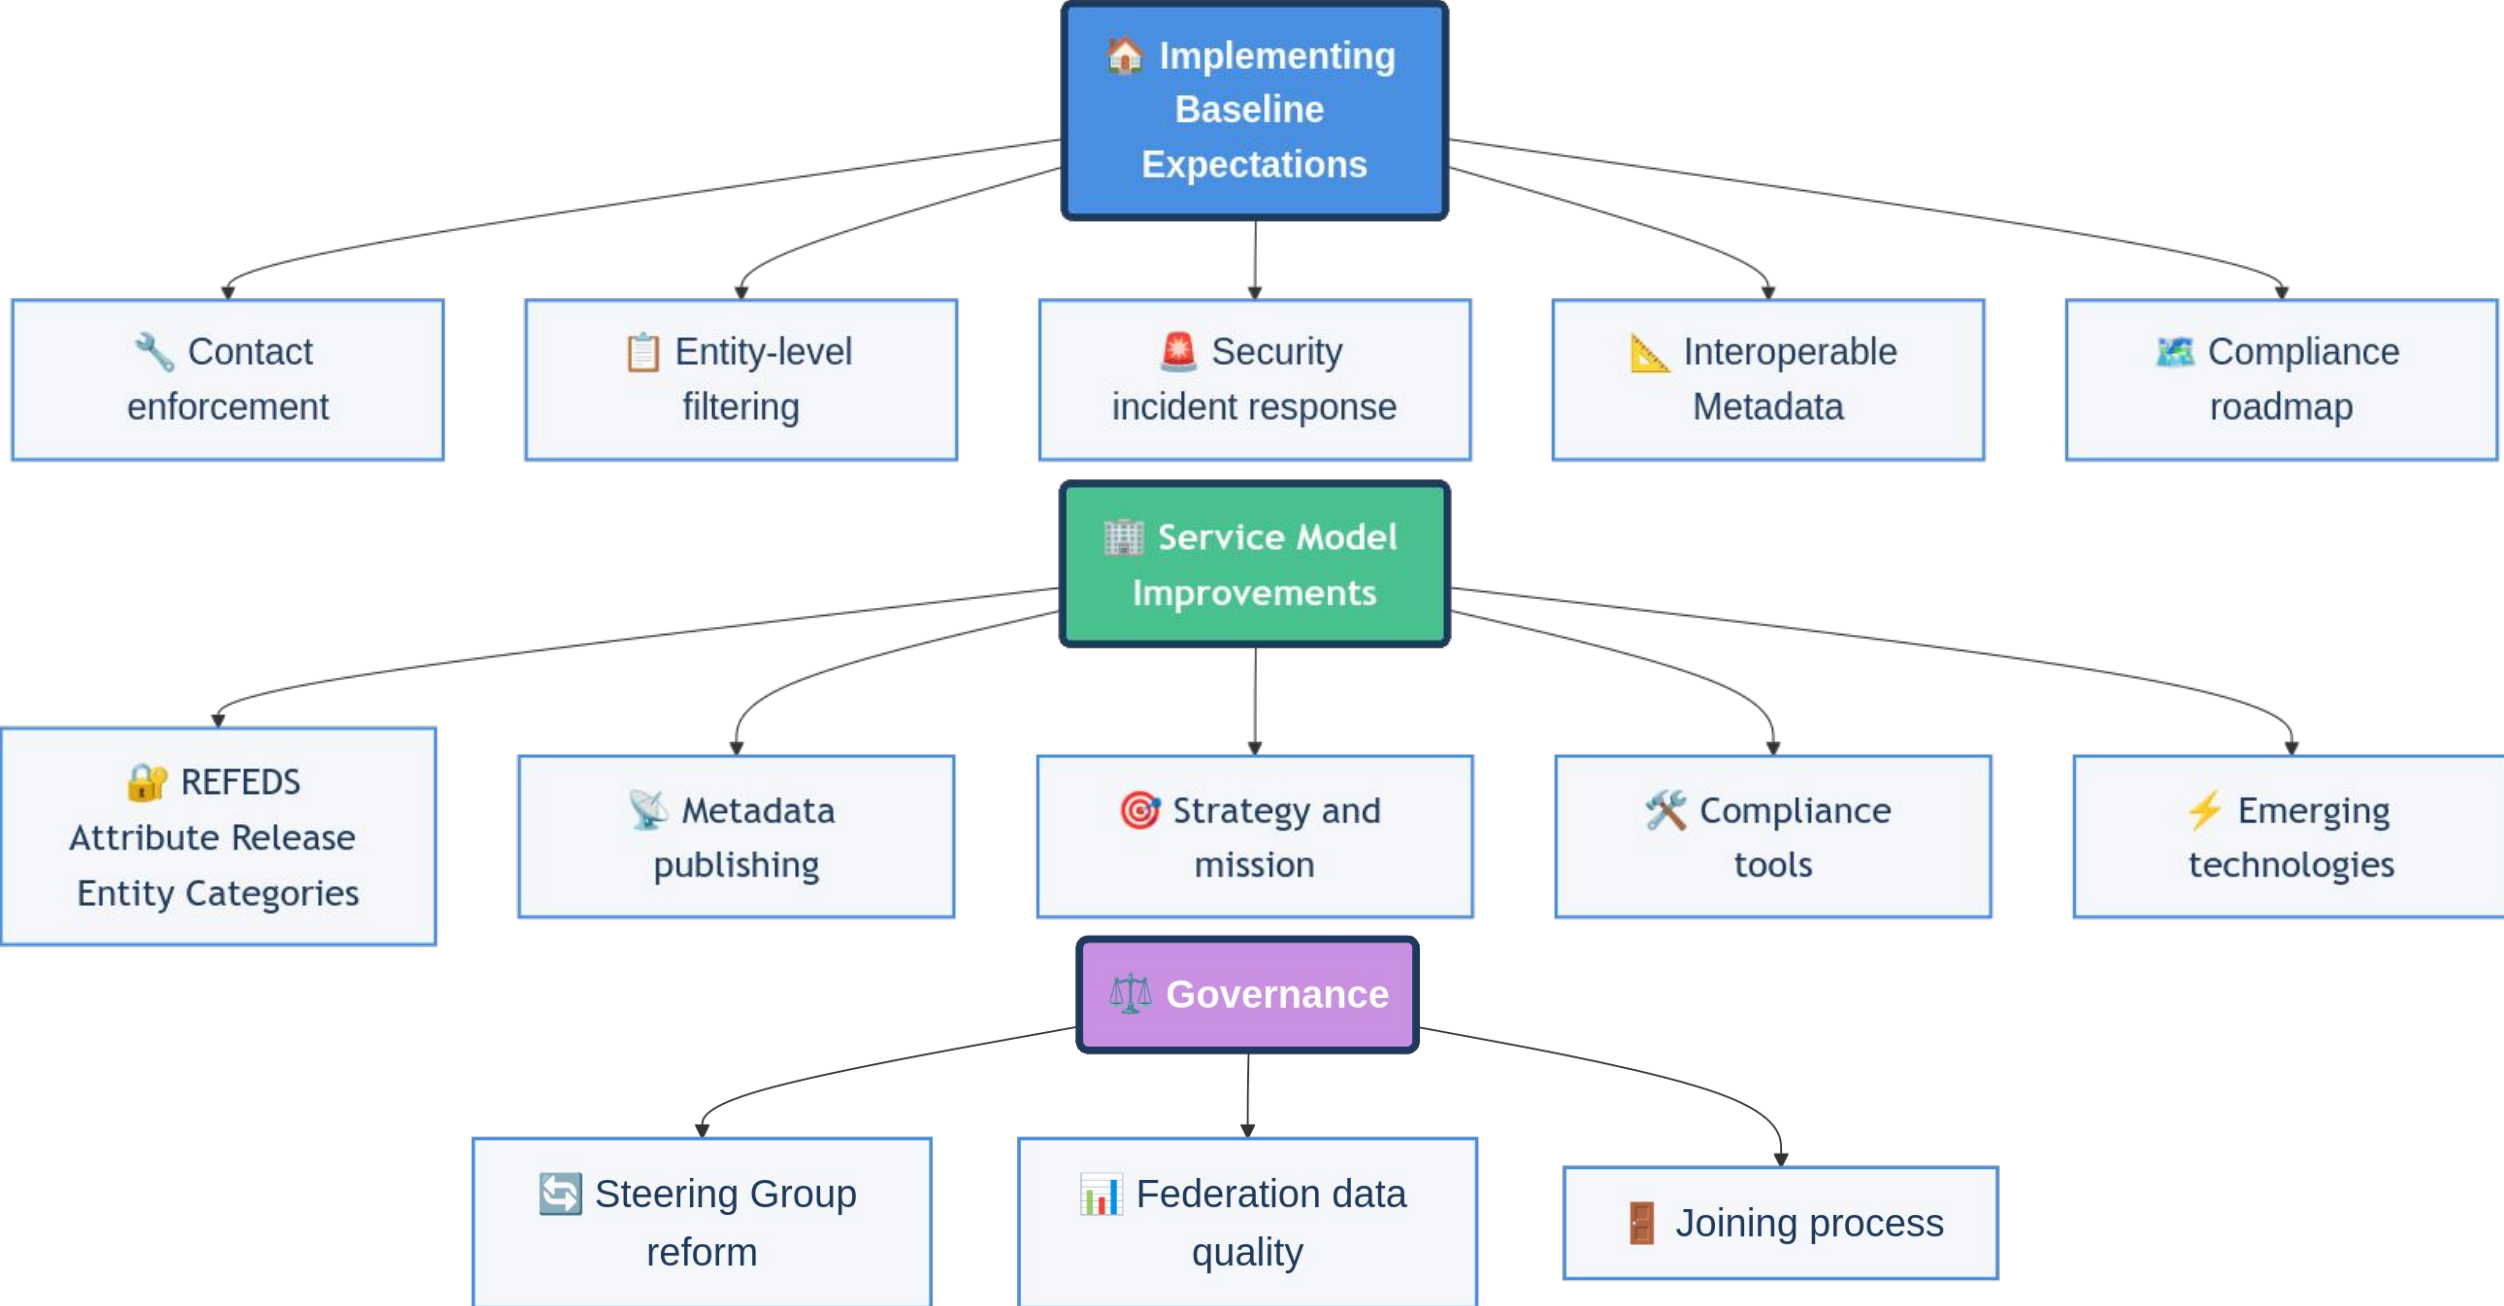 🏠 Implementing
Baseline
Expectations
🔧 Contact
enforcement
📋 Entity-level
filtering
🚨 Security
incident response
📐 Interoperable
Metadata
🗺️ Compliance
roadmap
🏢 Service Model
Improvements
🔐 REFEDS
Attribute Release
Entity Categories
📡 Metadata
publishing
🎯 Strategy and
mission
🛠️ Compliance
tools
⚡ Emerging
technologies
⚖️ Governance
🔄 Steering Group
reform
📊 Federation data
quality
🚪 Joining process